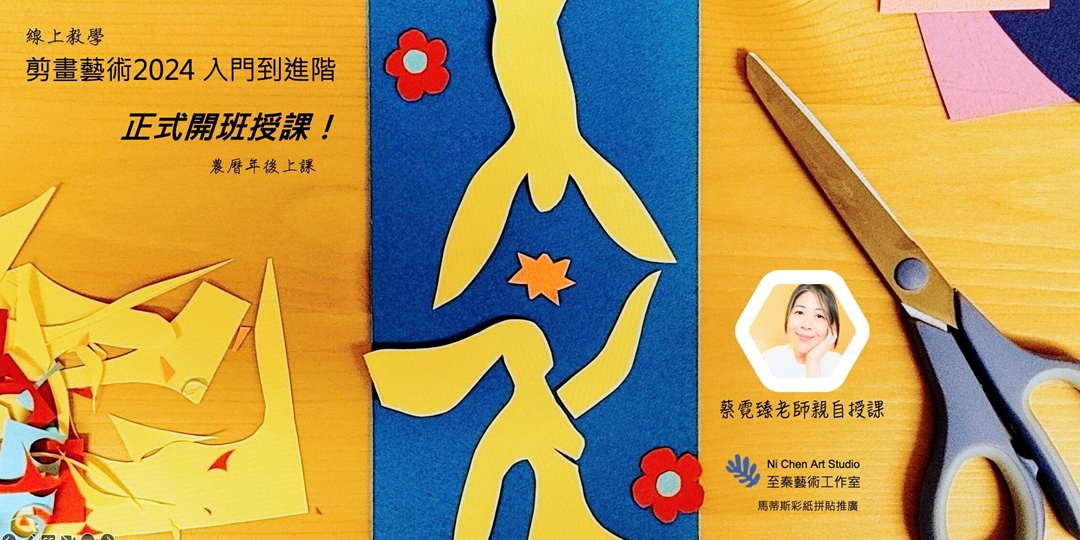 線上教學
剪畫藝術2024 入門到進階
正式開班授課！
農曆年後上課
蔡霓臻老師親自授課
Ni Chen Art Studio
至秦藝術工作室
馬蒂斯彩紙拼貼推廣